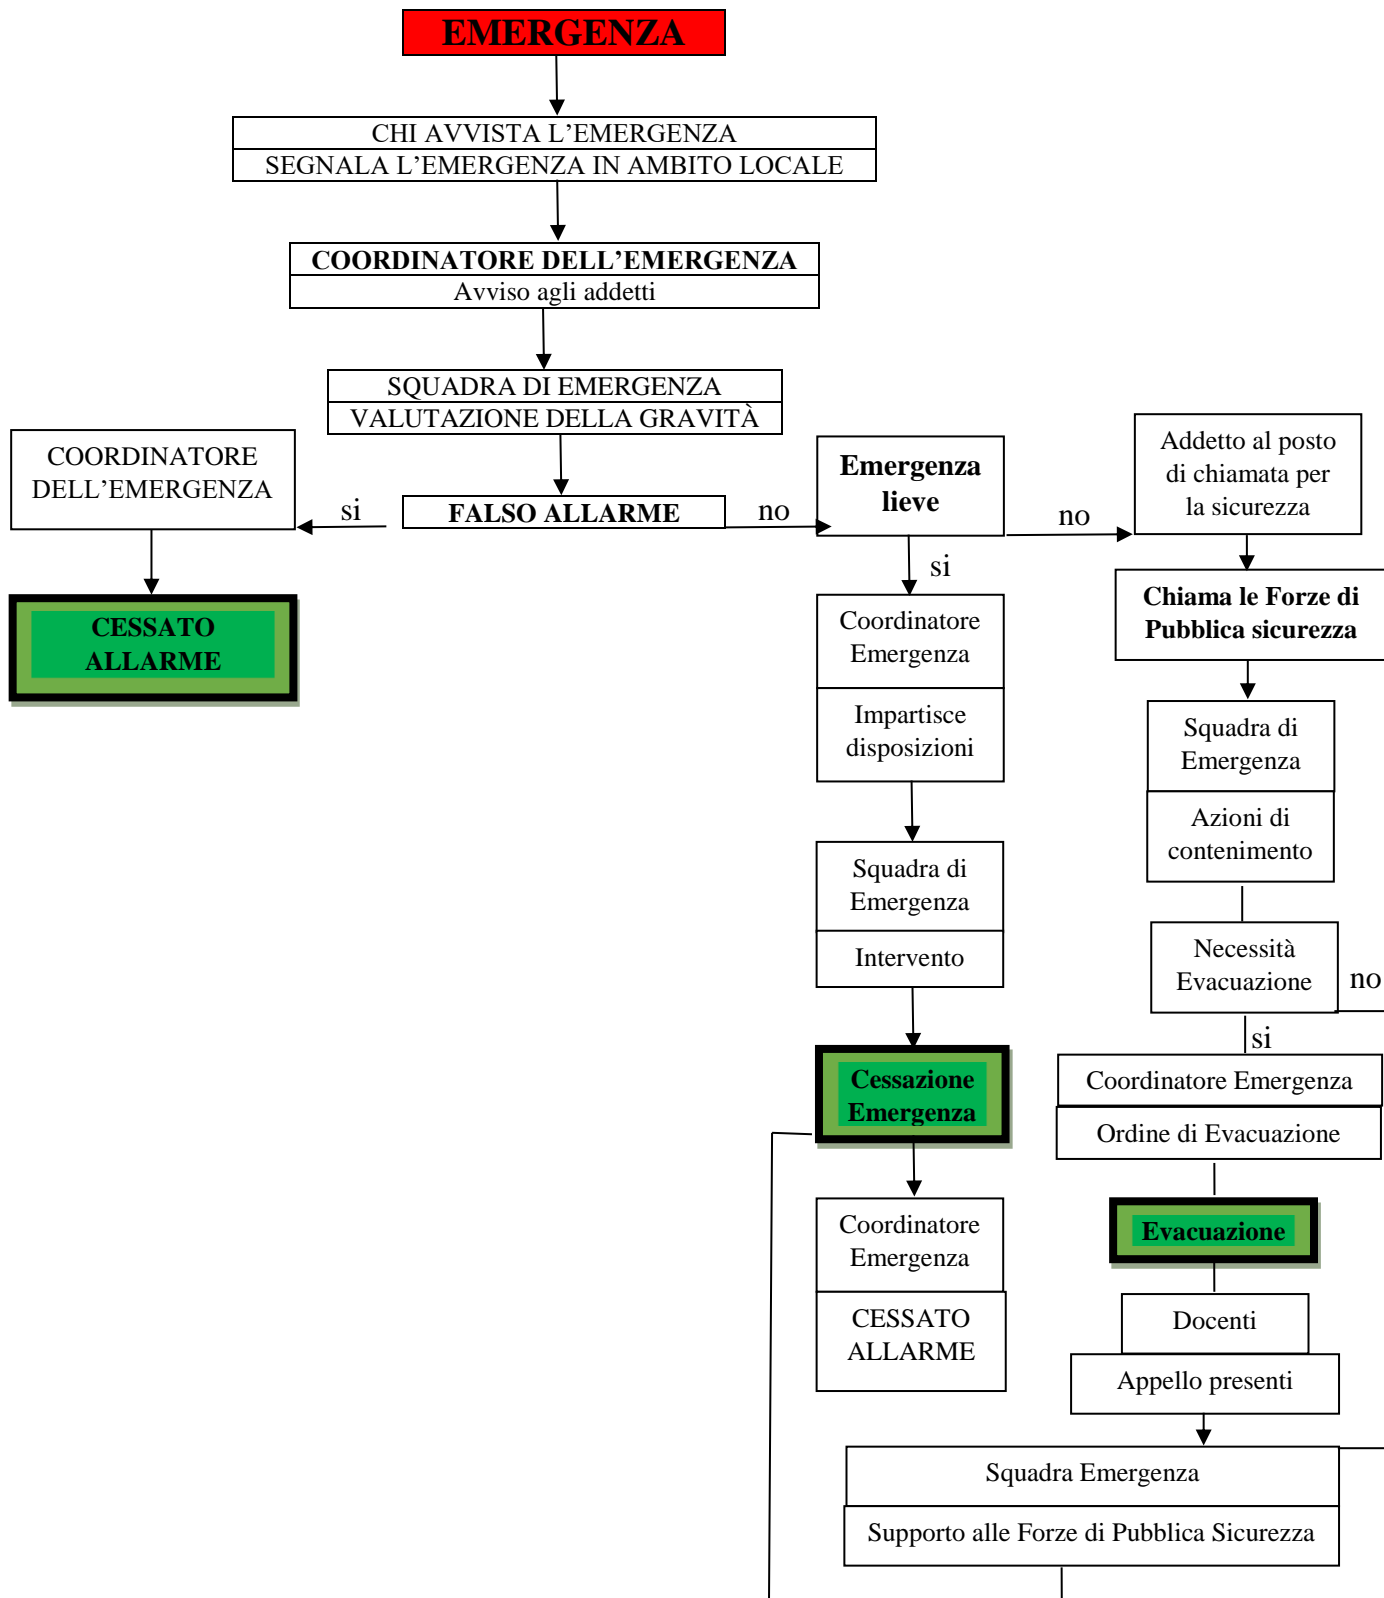 EMERGENZA
CHI AVVISTA L’EMERGENZA
SEGNALA L’EMERGENZA IN AMBITO LOCALE
COORDINATORE DELL’EMERGENZA
Avviso agli addetti
SQUADRA DI EMERGENZA
VALUTAZIONE DELLA GRAVITÀ
FALSO ALLARME
si
COORDINATORE
DELL’EMERGENZA
CESSATO
ALLARME
no
Emergenza
lieve
si
Coordinatore
Emergenza
Impartisce
disposizioni
Squadra di
Emergenza
Intervento
Cessazione
Emergenza
Coordinatore
Emergenza
CESSATO
ALLARME
no
Addetto al posto
di chiamata per
la sicurezza
Chiama le Forze di
Pubblica sicurezza
Squadra di
Emergenza
Azioni di
contenimento
Necessità
Evacuazione
no
si
Coordinatore Emergenza
Ordine di Evacuazione
Evacuazione
Docenti
Appello presenti
Squadra Emergenza
Supporto alle Forze di Pubblica Sicurezza